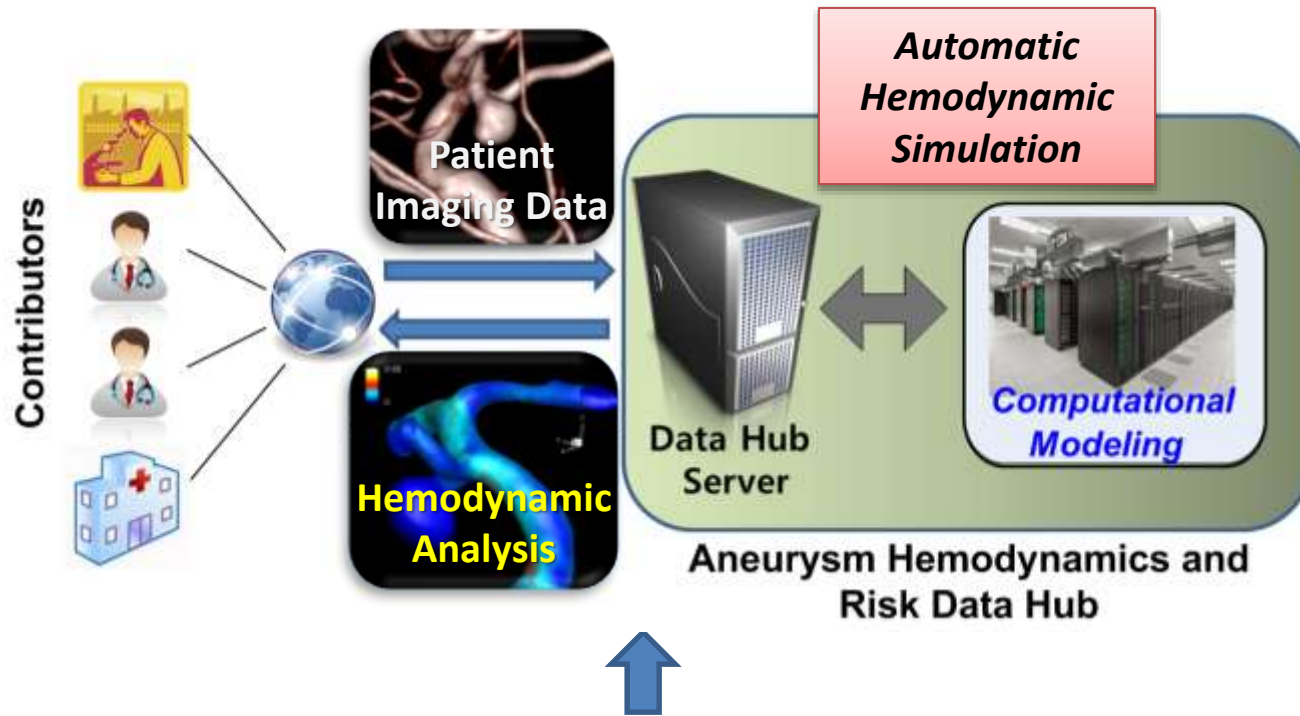 Contributors
Patient
Imaging Data
Hemodynamic
Analysis
Automatic
Hemodynamic
Simulation
Data Hub
Server
Computational
Modeling
Aneurysm Hemodynamics and
Risk Data Hub